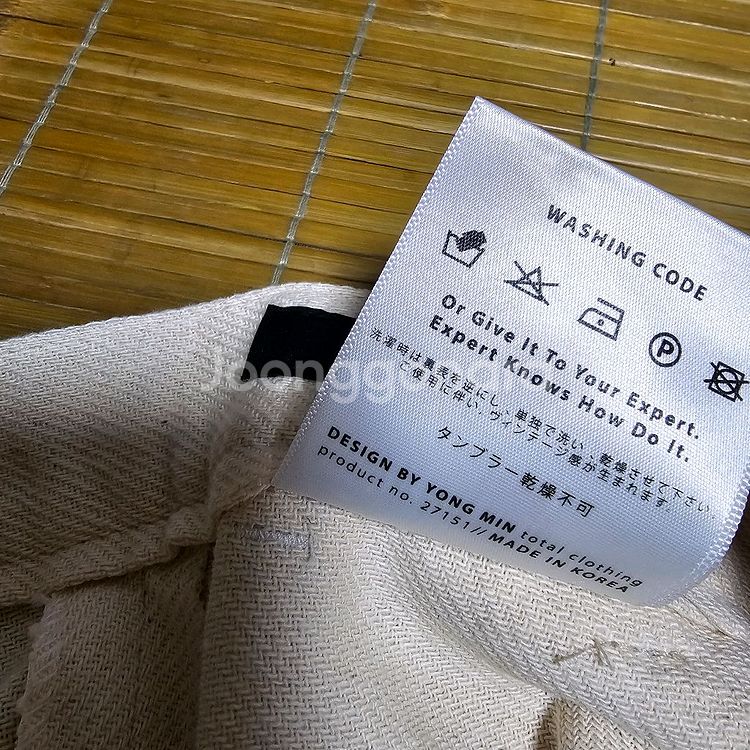 WASHING CODE
P
Or Give It To Your Expert.
Expert Knows How Do It.
洗濯時は裏表を逆にし、単独で洗い、乾燥させて下さい
ご使用に伴い、ヴィンテージ感が生まれます
タンブラー乾燥不可
DESIGN BY YONG MIN total clothing
product no. 27151// MADE IN KOREA